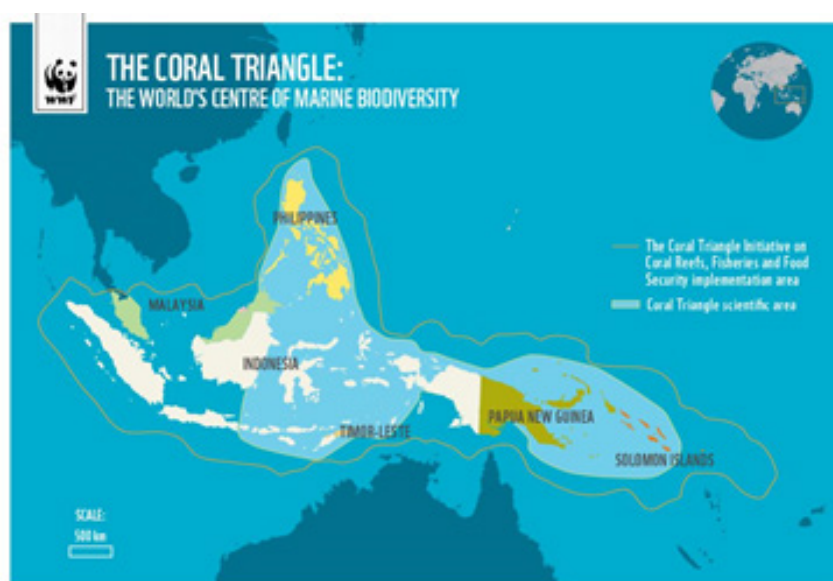 WWF
THE CORAL TRIANGLE:
THE WORLD'S CENTRE OF MARINE BIODIVERSITY
PHILIPPINES
The Coral Triangle Initiative on
Coral Reefs, Fisheries and Food
Security implementation area
Coral Triangle scientific area
MALAYSIA
INDONESIA
PAPUA NEW GUINEA
TIMOR-LESTE
SOLOMON ISLANDS
SCALE:
500 km